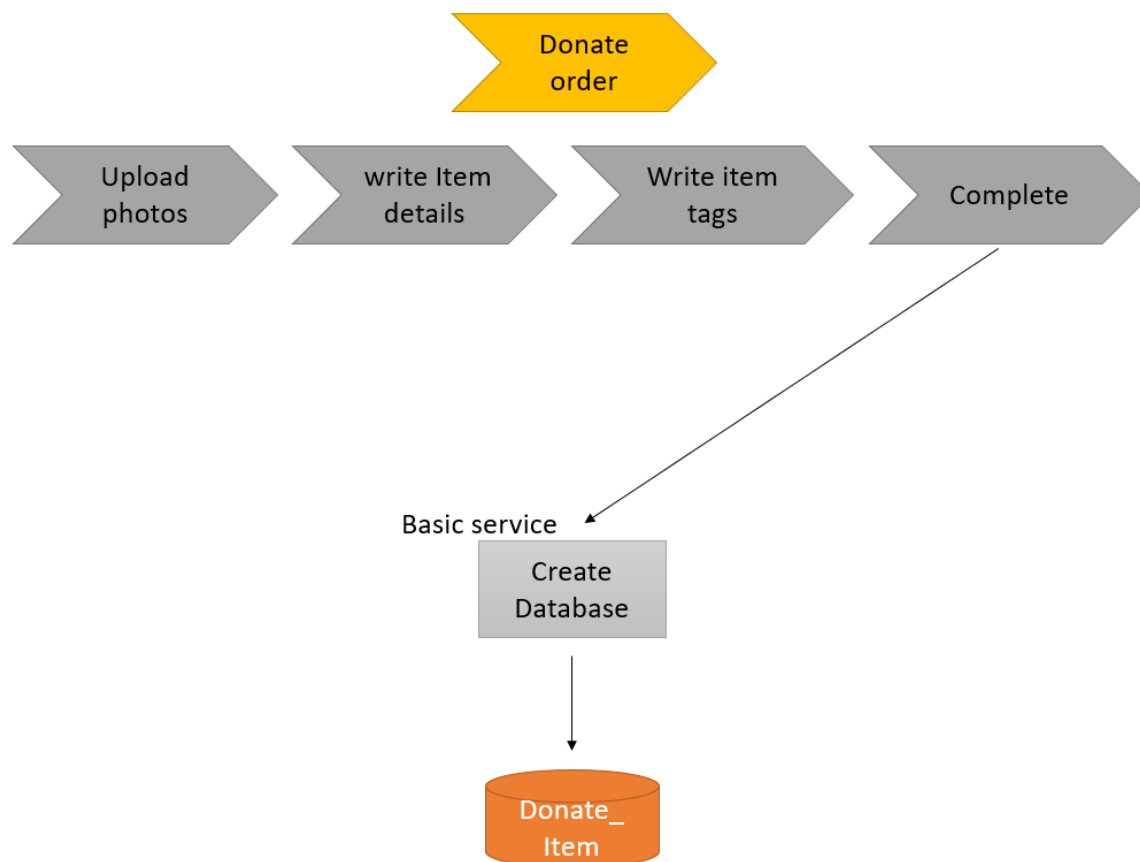 Donate
order
Upload
photos
write Item
details
Write item
tags
Complete
Basic service
Create
Database
Donate_
Item